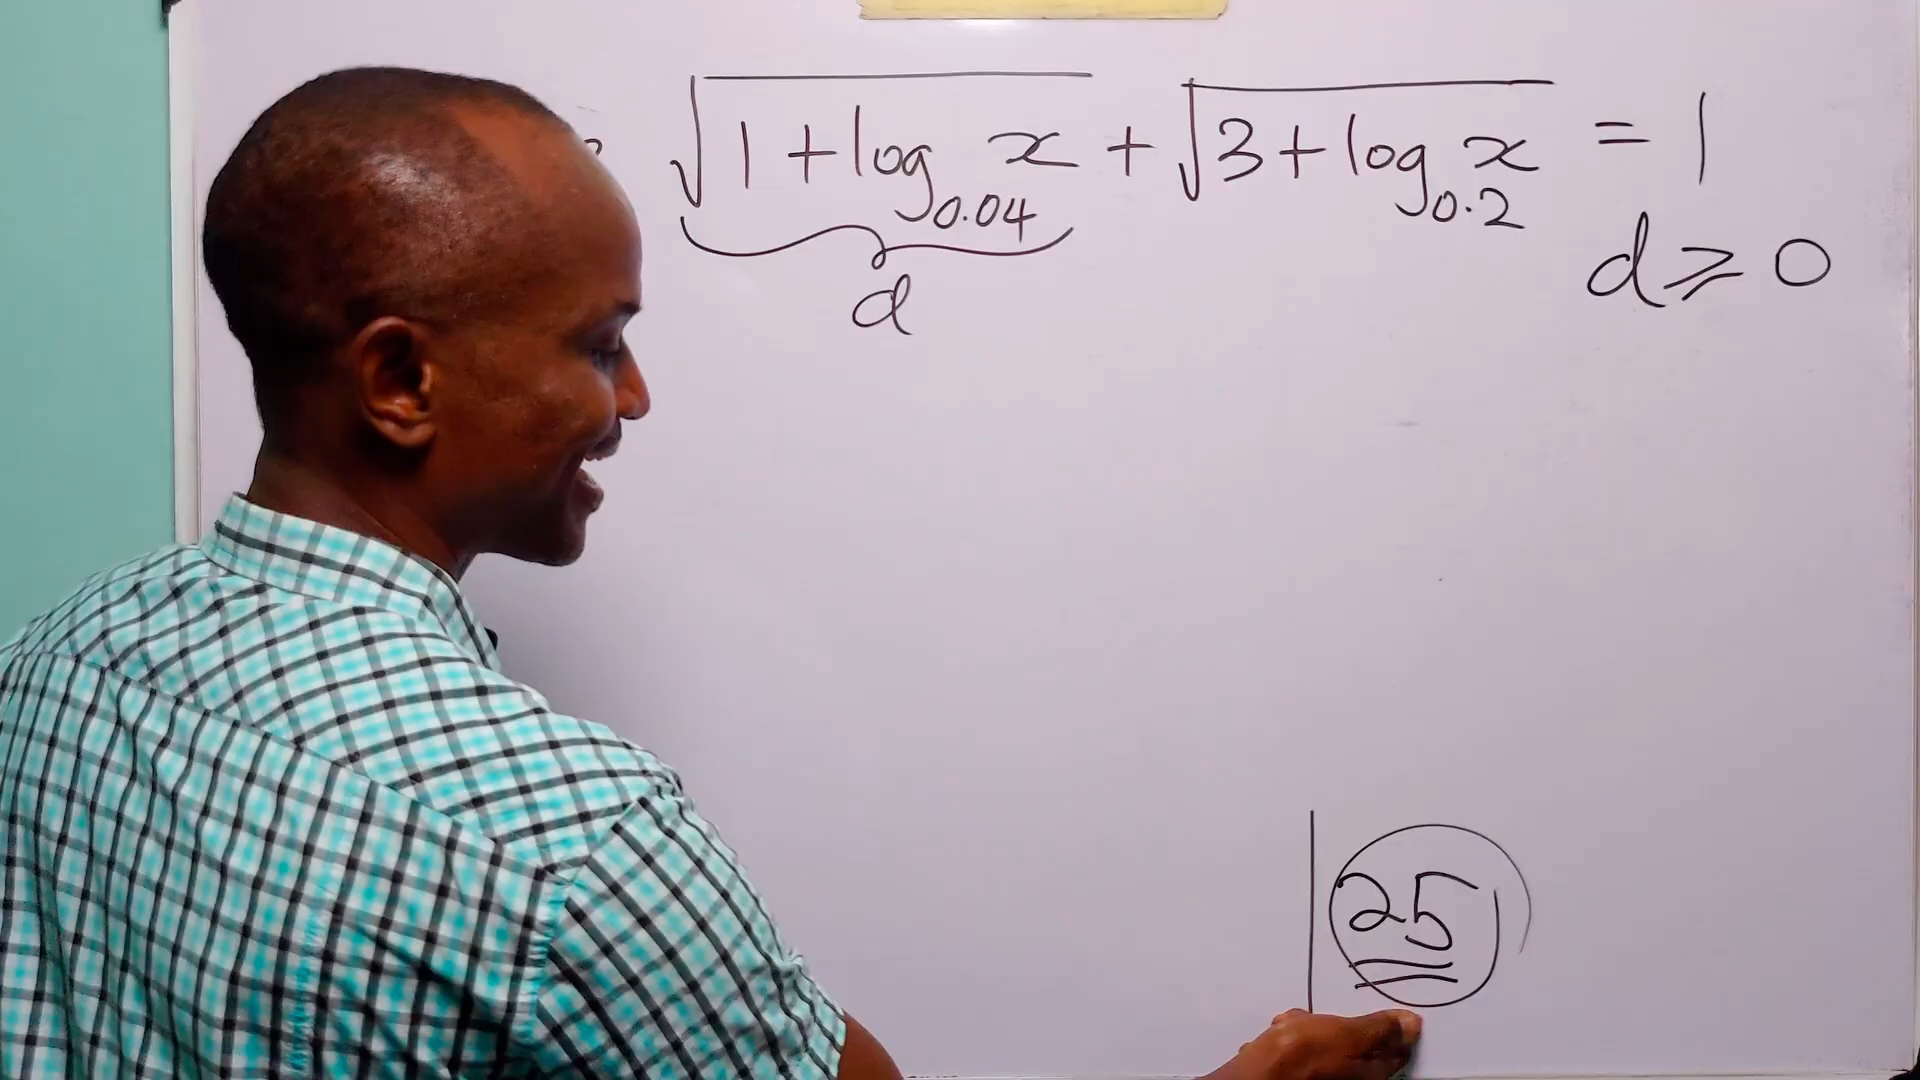 √(1 + log₀.₀₄ x) + √(3 + log₀.₂ x) = 1
d ≥ 0
d
25